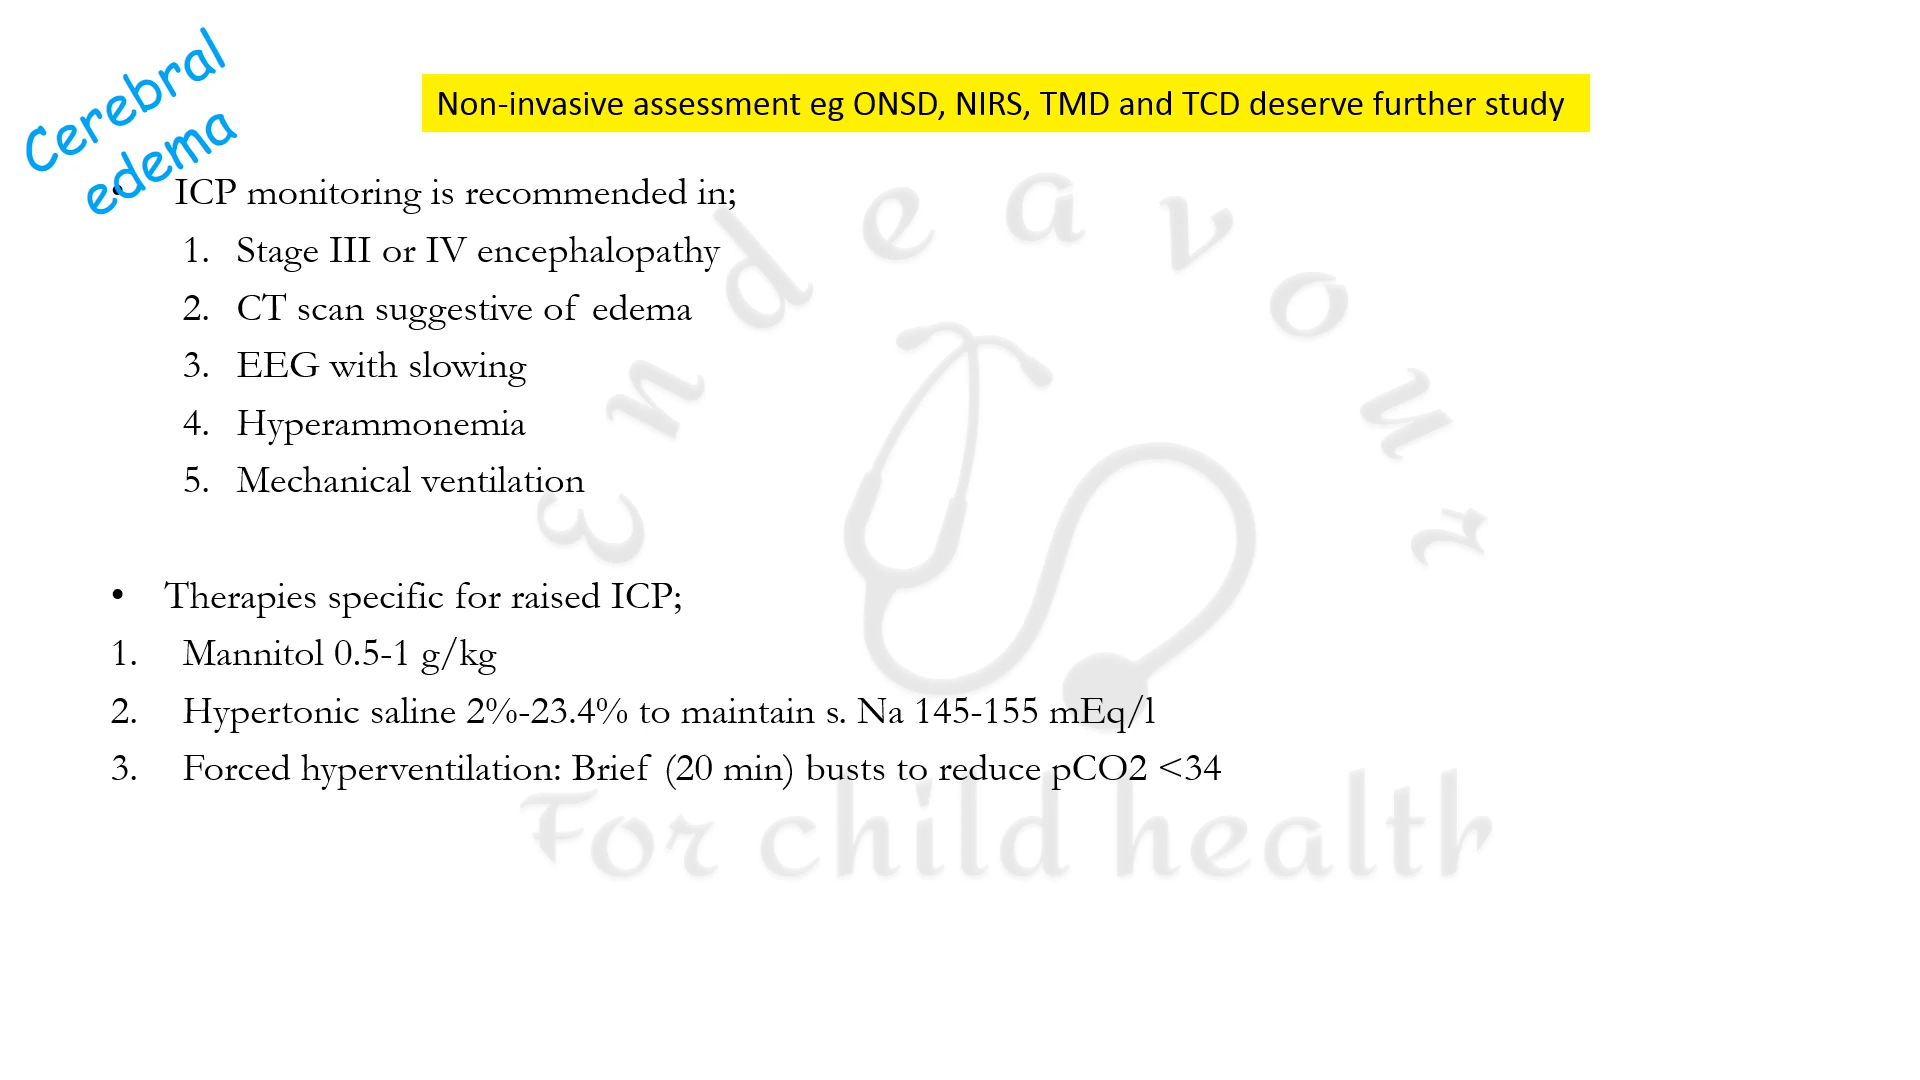 Cerebral
edema
Non-invasive assessment eg ONSD, NIRS, TMD and TCD deserve further study
• ICP monitoring is recommended in;
1. Stage III or IV encephalopathy
2. CT scan suggestive of edema
3. EEG with slowing
4. Hyperammonemia
5. Mechanical ventilation
• Therapies specific for raised ICP;
1. Mannitol 0.5-1 g/kg
2. Hypertonic saline 2%-23.4% to maintain s. Na 145-155 mEq/l
3. Forced hyperventilation: Brief (20 min) busts to reduce pCO2 <34
Endeavour
For child health